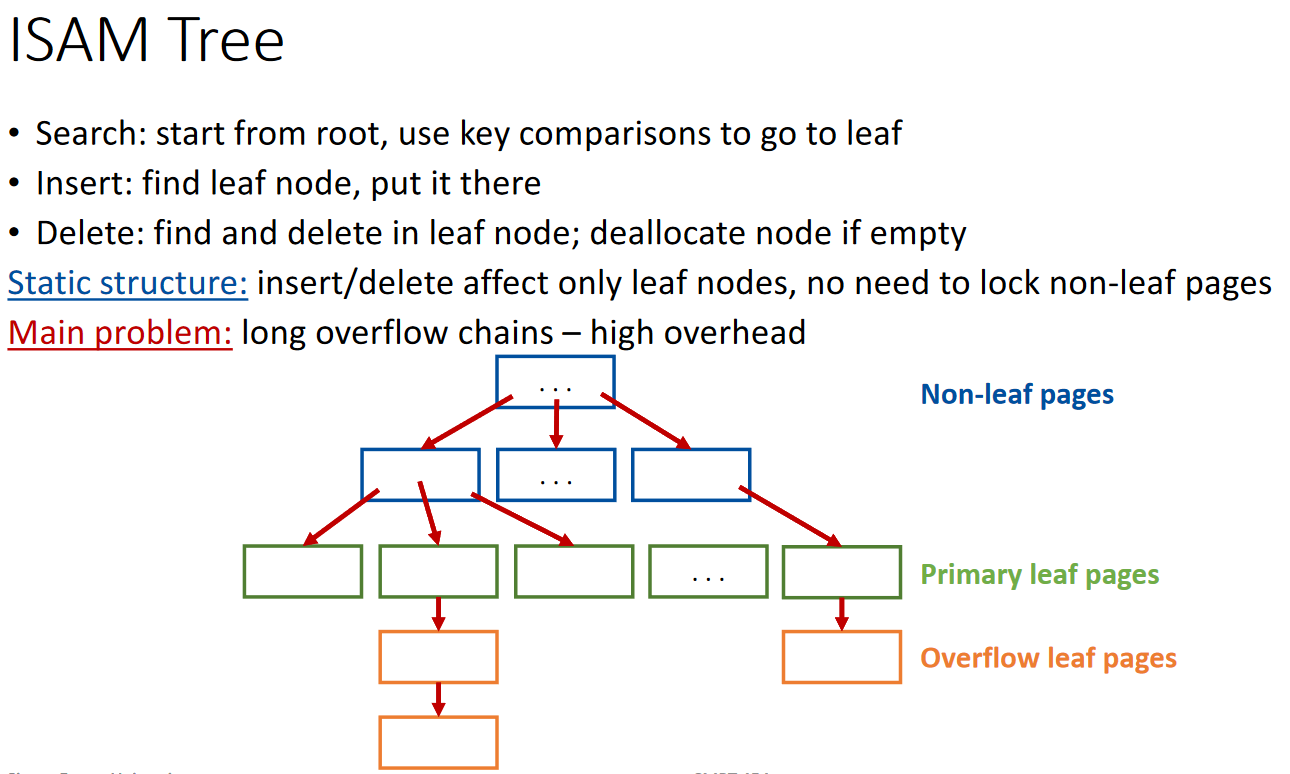 ISAM Tree
• Search: start from root, use key comparisons to go to leaf
• Insert: find leaf node, put it there
• Delete: find and delete in leaf node; deallocate node if empty
Static structure: insert/delete affect only leaf nodes, no need to lock non-leaf pages
Main problem: long overflow chains – high overhead
. . .
Non-leaf pages
. . .
. . .
Primary leaf pages
Overflow leaf pages